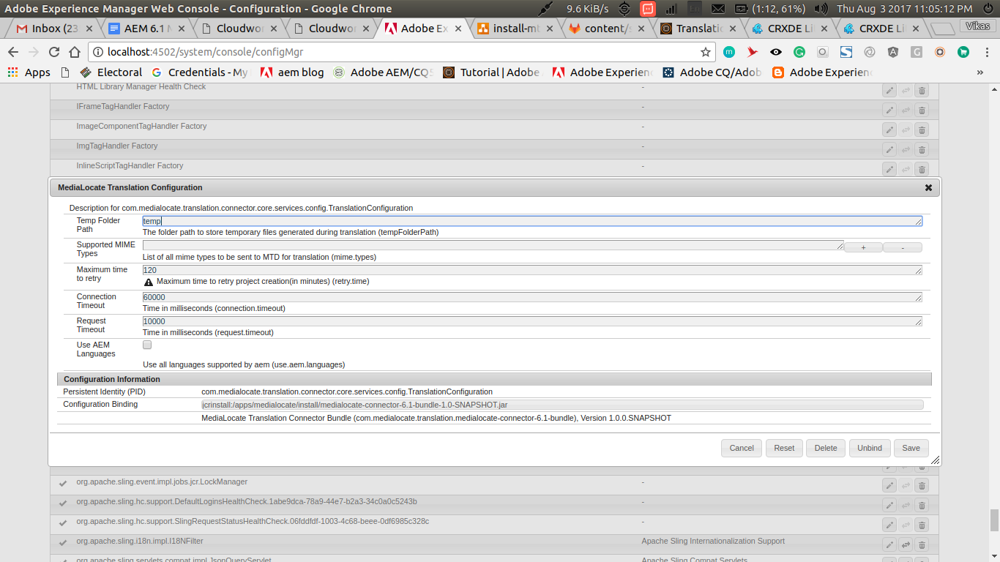 Adobe Experience Manager Web Console - Configuration - Google Chrome
9.6 KiB/s
(1:12, 61%)
Thu Aug 3 2017 11:05:12 PM
Inbox (23
AEM 6.1 M
Cloudwo
Cloudwo
Adobe Ex
install-mt
content/s
Translatio
CRXDE Li
CRXDE Li
Vikas
localhost:4502/system/console/configMgr
Apps
Electoral
Credentials - My
aem blog
Adobe AEM/CQ5
Tutorial | Adobe
Adobe Experien
Adobe CQ/Adob
Adobe Experien
»
HTML Library Manager Health Check -
IFrameTagHandler Factory -
ImageComponentTagHandler Factory -
ImgTagHandler Factory -
InlineScriptTagHandler Factory -
MediaLocate Translation Configuration
Description for com.medialocate.translation.connector.core.services.config.TranslationConfiguration
Temp Folder
Path
temp
The folder path to store temporary files generated during translation (tempFolderPath)
Supported MIME
Types
+ -
List of all mime types to be sent to MTD for translation (mime.types)
Maximum time
to retry
120
Maximum time to retry project creation(in minutes) (retry.time)
Connection
Timeout
60000
Time in milliseconds (connection.timeout)
Request
Timeout
10000
Time in milliseconds (request.timeout)
Use AEM
Languages
Use all languages supported by aem (use.aem.languages)
Configuration Information
Persistent Identity (PID) com.medialocate.translation.connector.core.services.config.TranslationConfiguration
Configuration Binding jcrinstall:/apps/medialocate/install/medialocate-connector-6.1-bundle-1.0-SNAPSHOT.jar
MediaLocate Translation Connector Bundle (com.medialocate.translation.medialocate-connector-6.1-bundle), Version 1.0.0.SNAPSHOT
Cancel Reset Delete Unbind Save
org.apache.sling.event.impl.jobs.jcr.LockManager -
org.apache.sling.hc.support.DefaultLoginsHealthCheck.1abe9dca-78a9-44e7-b2a3-34c0a0c5243b -
org.apache.sling.hc.support.SlingRequestStatusHealthCheck.06fddfdf-1003-4c68-beee-0df6985c328c -
org.apache.sling.i18n.impl.I18NFilter Apache Sling Internationalization Support
org.apache.sling.servlets.compat.impl.JsonQueryServlet Apache Sling Compat Servlets